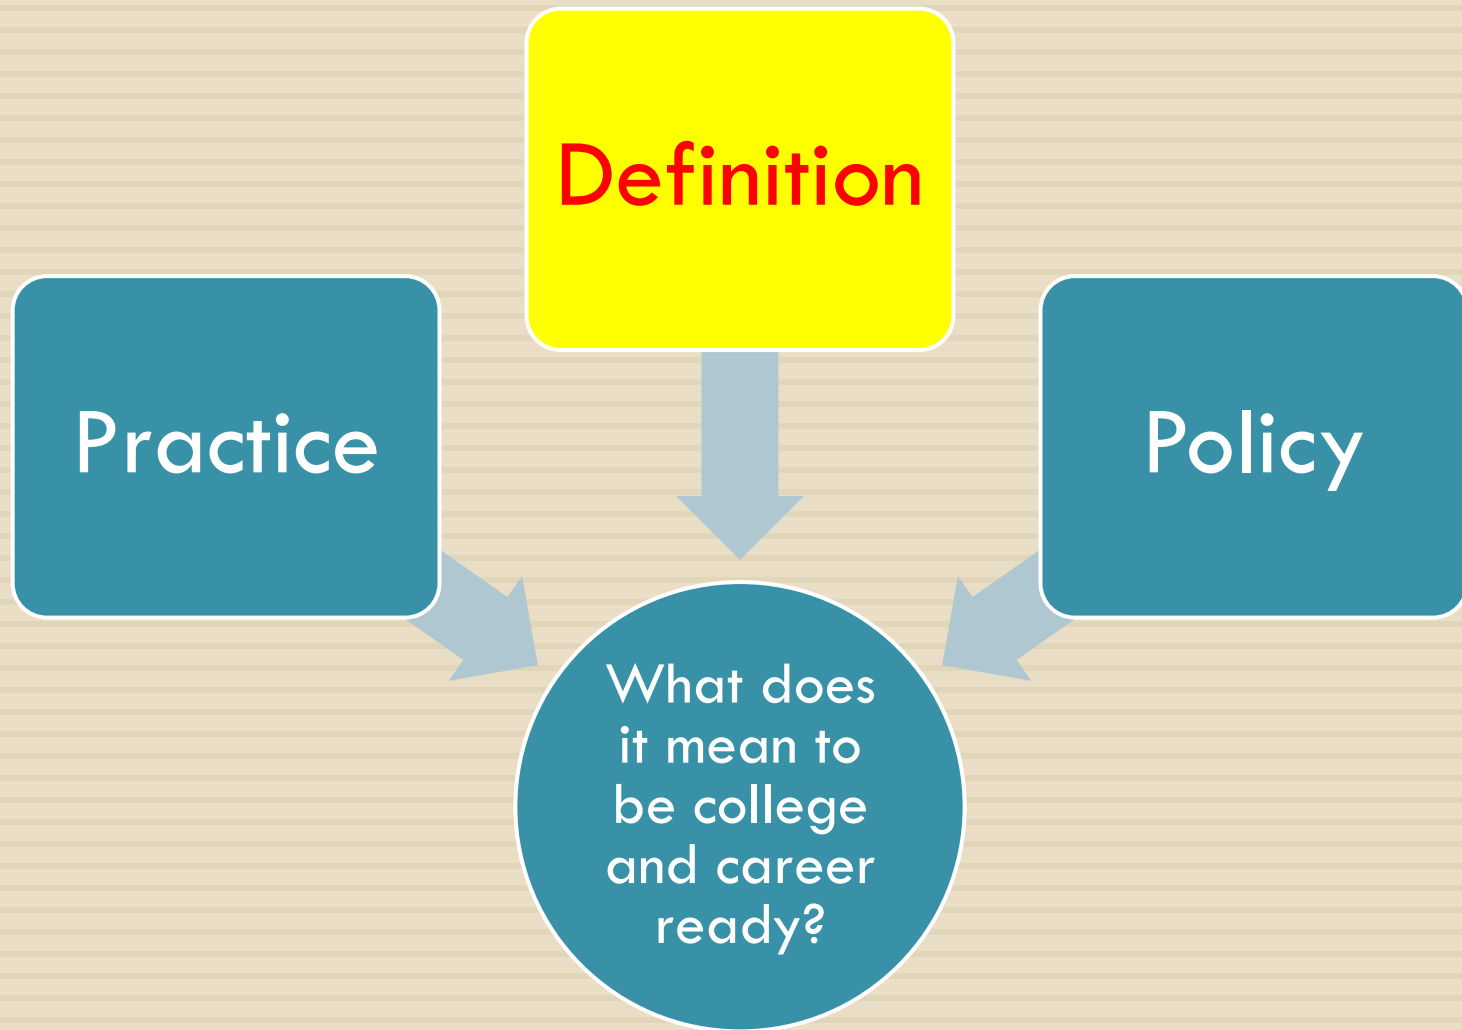 Definition
Practice
Policy
What does
it mean to
be college
and career
ready?